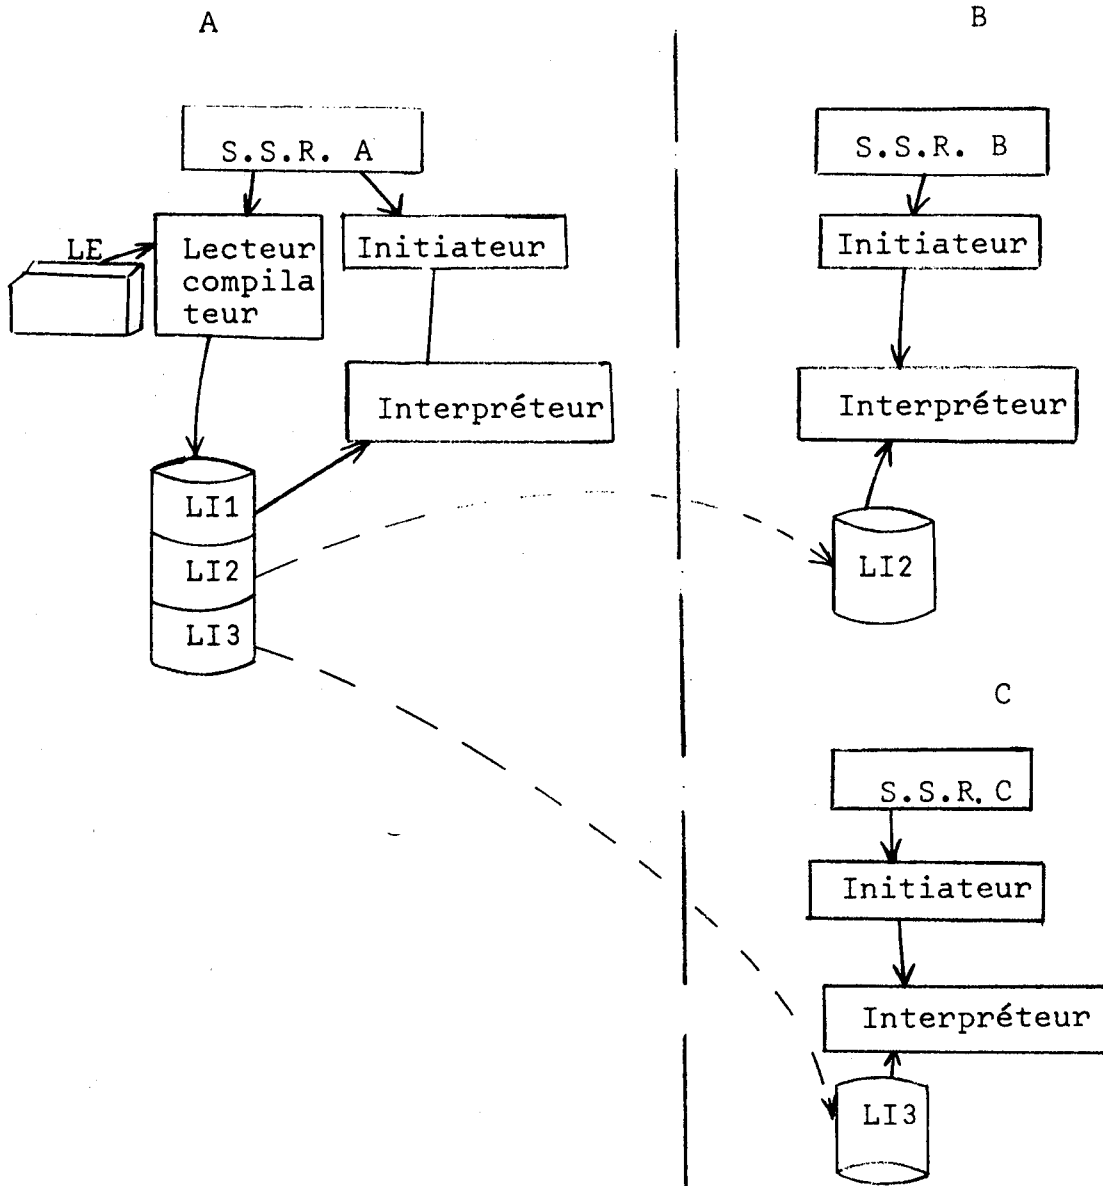 A
B
S.S.R. A
S.S.R. B
LE
Lecteur
compila
teur
Initiateur
Initiateur
Interpréteur
Interpréteur
LI1
LI2
LI3
LI2
C
S.S.R. C
Initiateur
Interpréteur
LI3